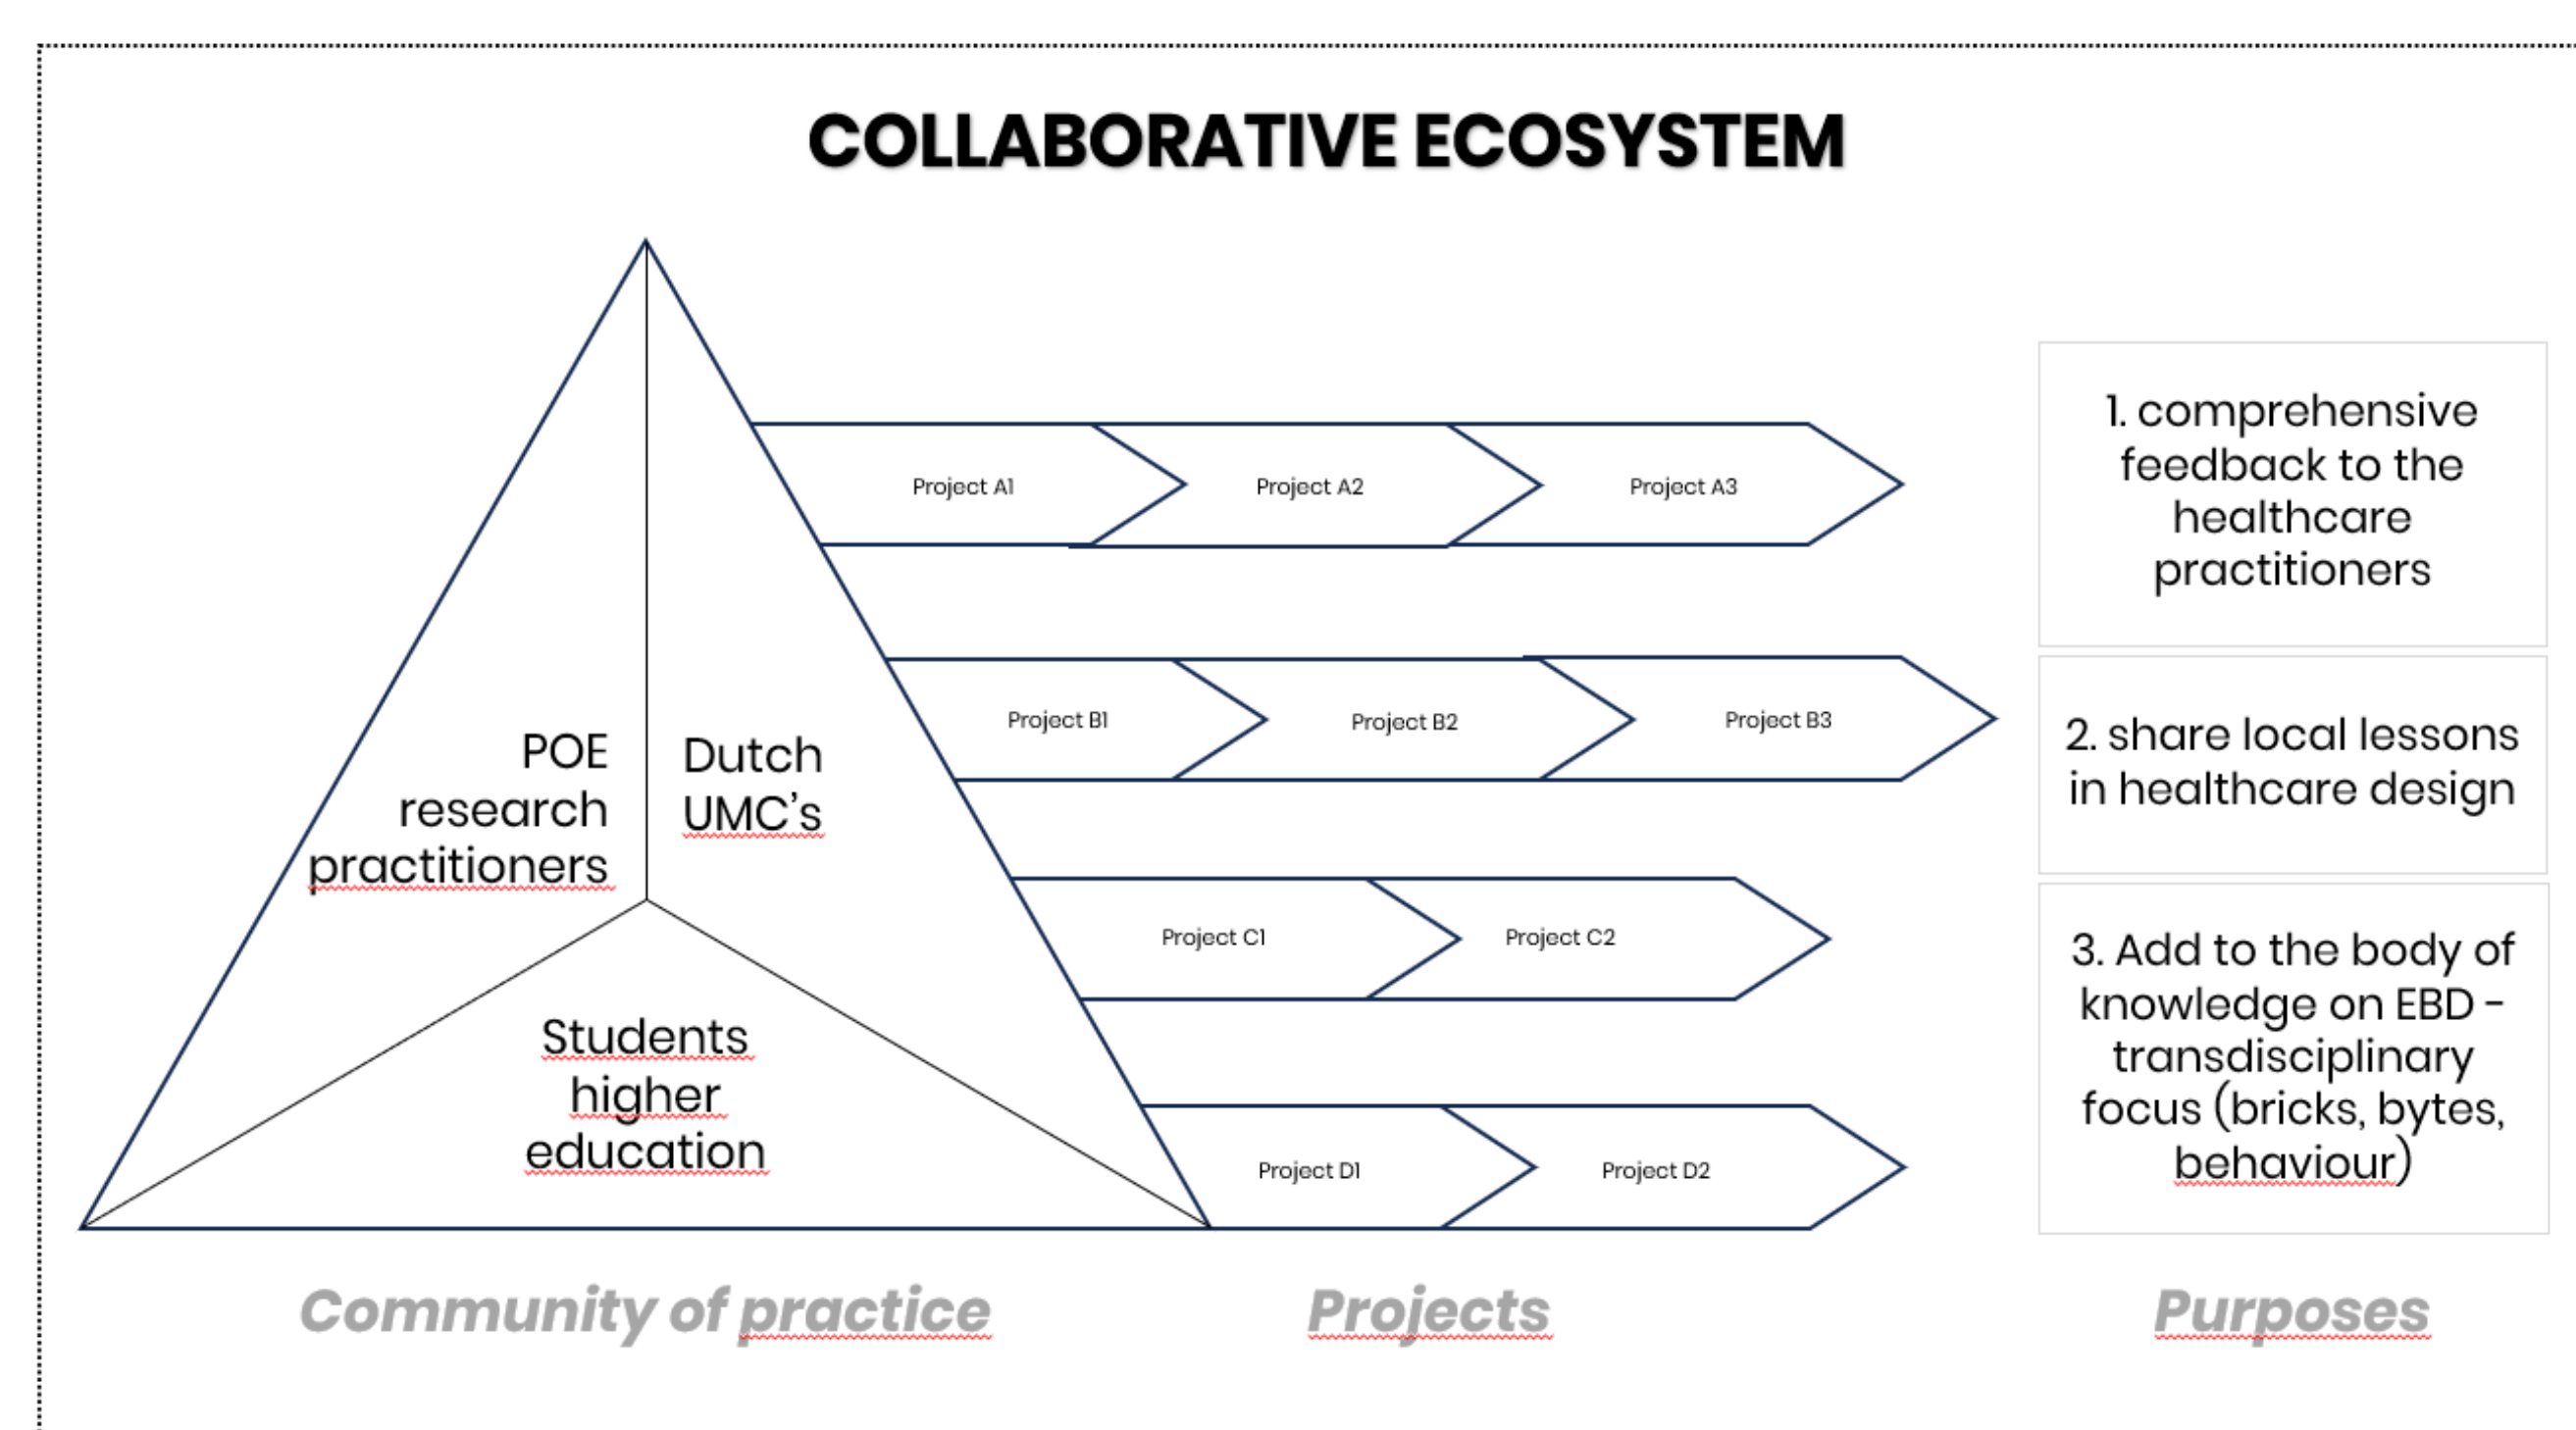 COLLABORATIVE ECOSYSTEM
POE
research
practitioners
Dutch
UMC’s
Students
higher
education
Project A1
Project A2
Project A3
Project B1
Project B2
Project B3
Project C1
Project C2
Project D1
Project D2
1. comprehensive
feedback to the
healthcare
practitioners
2. share local lessons
in healthcare design
3. Add to the body of
knowledge on EBD -
transdisciplinary
focus (bricks, bytes,
behaviour)
Community of practice
Projects
Purposes